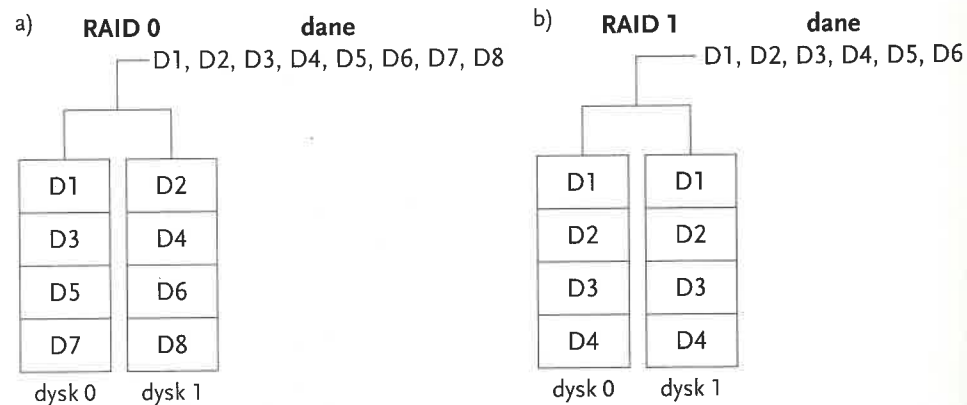 a) RAID 0 dane
D1, D2, D3, D4, D5, D6, D7, D8
D1 D2
D3 D4
D5 D6
D7 D8
dysk 0 dysk 1
b) RAID 1 dane
D1, D2, D3, D4, D5, D6
D1 D1
D2 D2
D3 D3
D4 D4
dysk 0 dysk 1